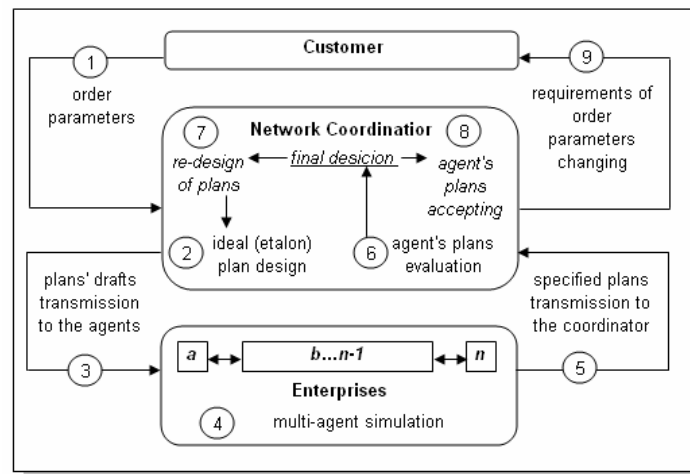 Customer
1
order
parameters
9
requirements of
order
parameters
changing
Network Coordinatior
7
re-design
of plans
final desicion
8
agent's
plans
accepting
2
ideal (etalon)
plan design
6
agent's plans
evaluation
plans' drafts
transmission
to the agents
3
specified plans
transmission to
the coordinator
5
a
b...n-1
n
Enterprises
4
multi-agent simulation